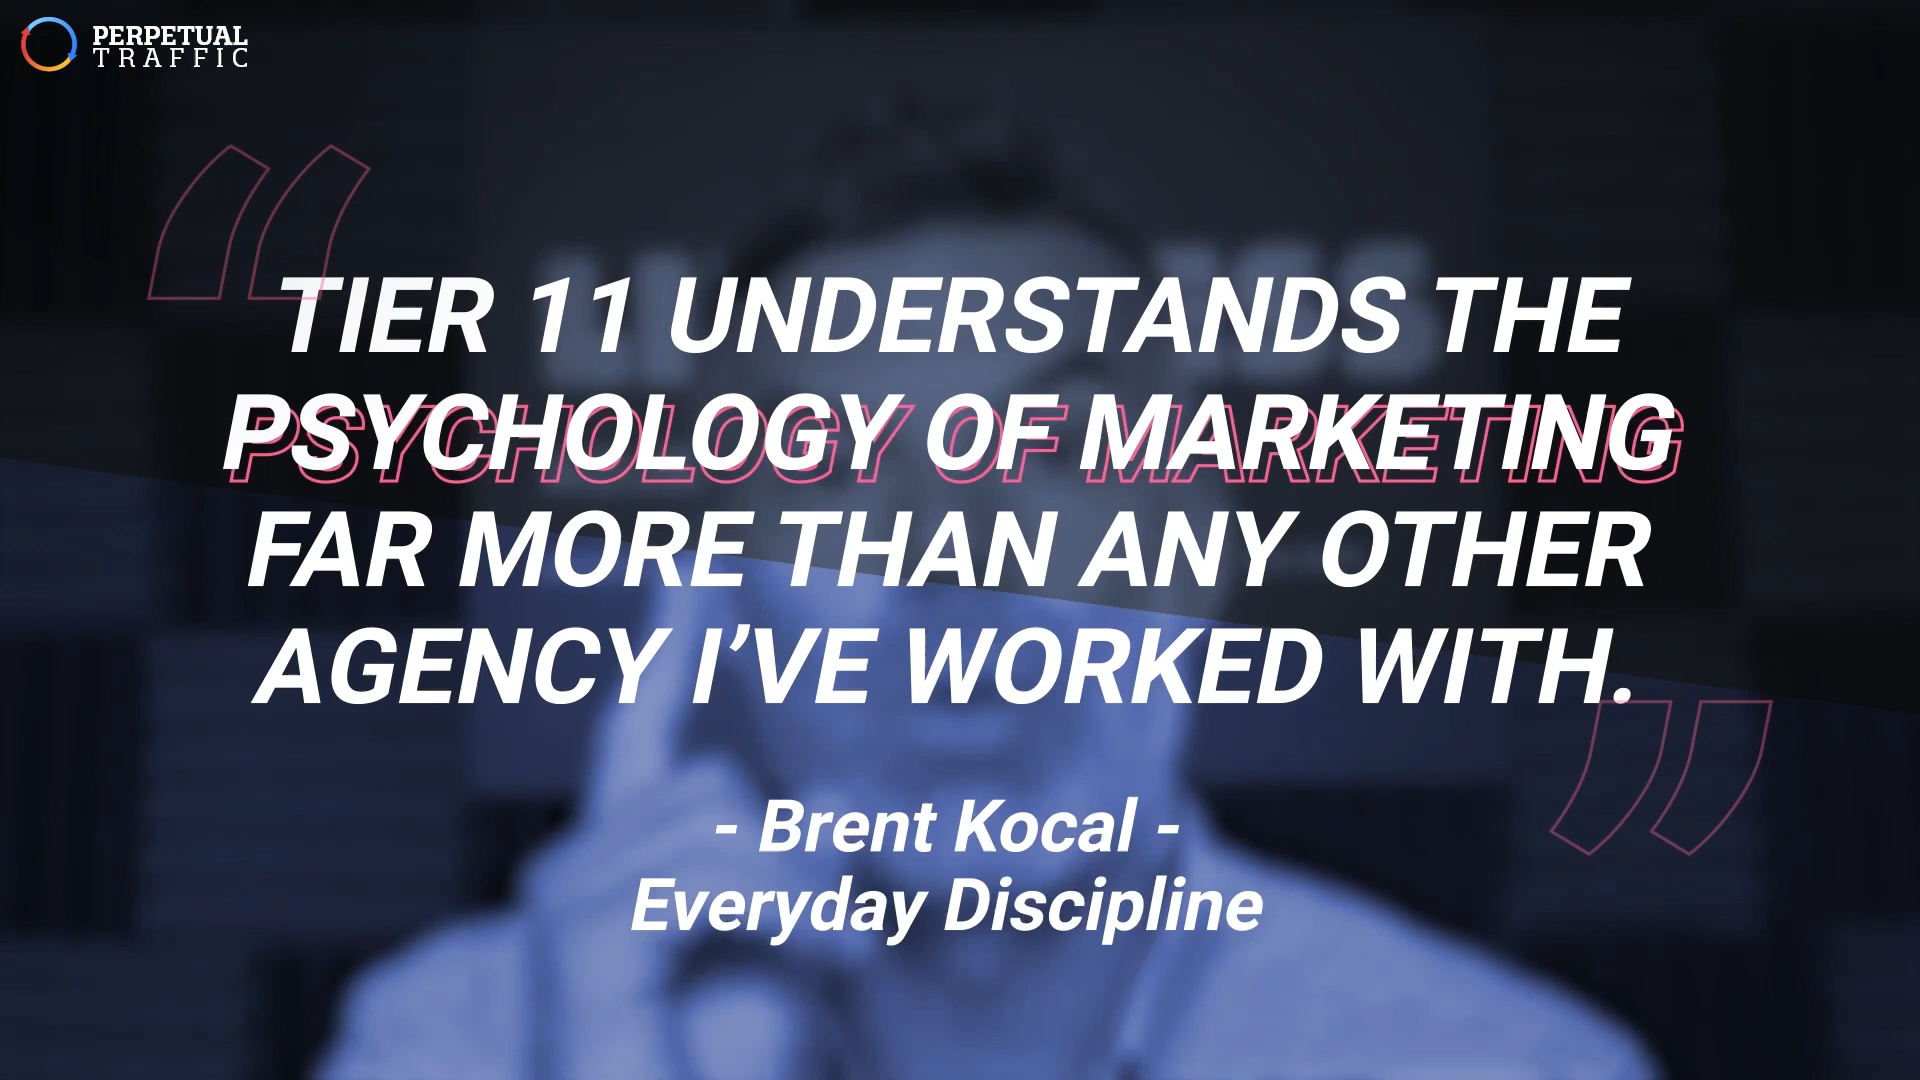 PERPETUAL
TRAFFIC
TIER 11 UNDERSTANDS THE
PSYCHOLOGY OF MARKETING
FAR MORE THAN ANY OTHER
AGENCY I’VE WORKED WITH.
- Brent Kocal -
Everyday Discipline